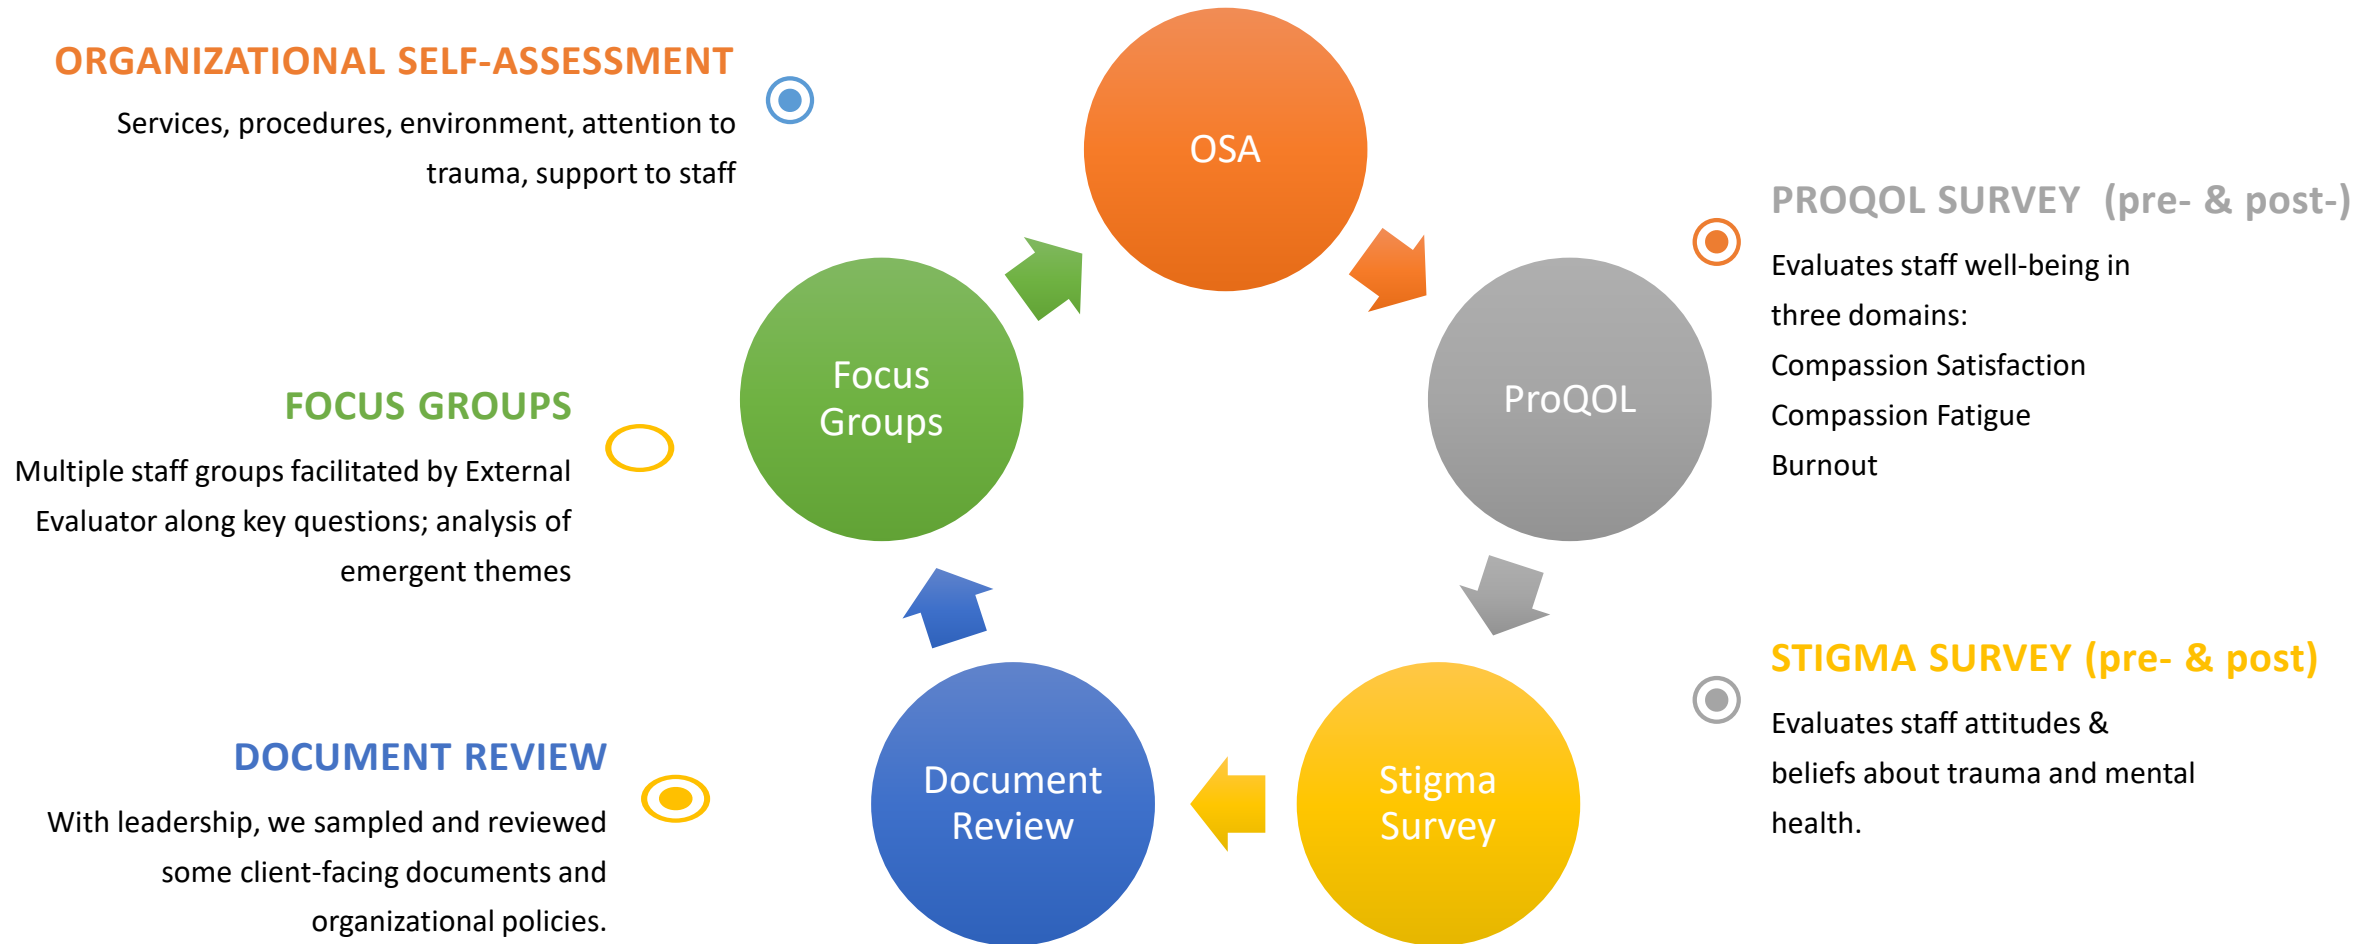 ORGANIZATIONAL SELF-ASSESSMENT
Services, procedures, environment, attention to
trauma, support to staff
OSA
PROQOL SURVEY (pre- & post-)
Evaluates staff well-being in
three domains:
Compassion Satisfaction
Compassion Fatigue
Burnout
ProQOL
Focus
Groups
FOCUS GROUPS
Multiple staff groups facilitated by External
Evaluator along key questions; analysis of
emergent themes
STIGMA SURVEY (pre- & post)
Evaluates staff attitudes &
beliefs about trauma and mental
health.
Stigma
Survey
Document
Review
DOCUMENT REVIEW
With leadership, we sampled and reviewed
some client-facing documents and
organizational policies.